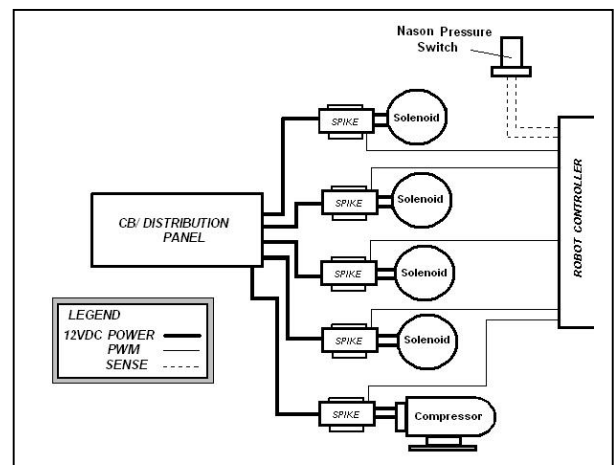 Nason Pressure
Switch
SPIKE
Solenoid
SPIKE
Solenoid
CB/ DISTRIBUTION
PANEL
ROBOT CONTROLLER
SPIKE
Solenoid
LEGEND
12VDC POWER
PWM
SENSE
SPIKE
Solenoid
SPIKE
Compressor